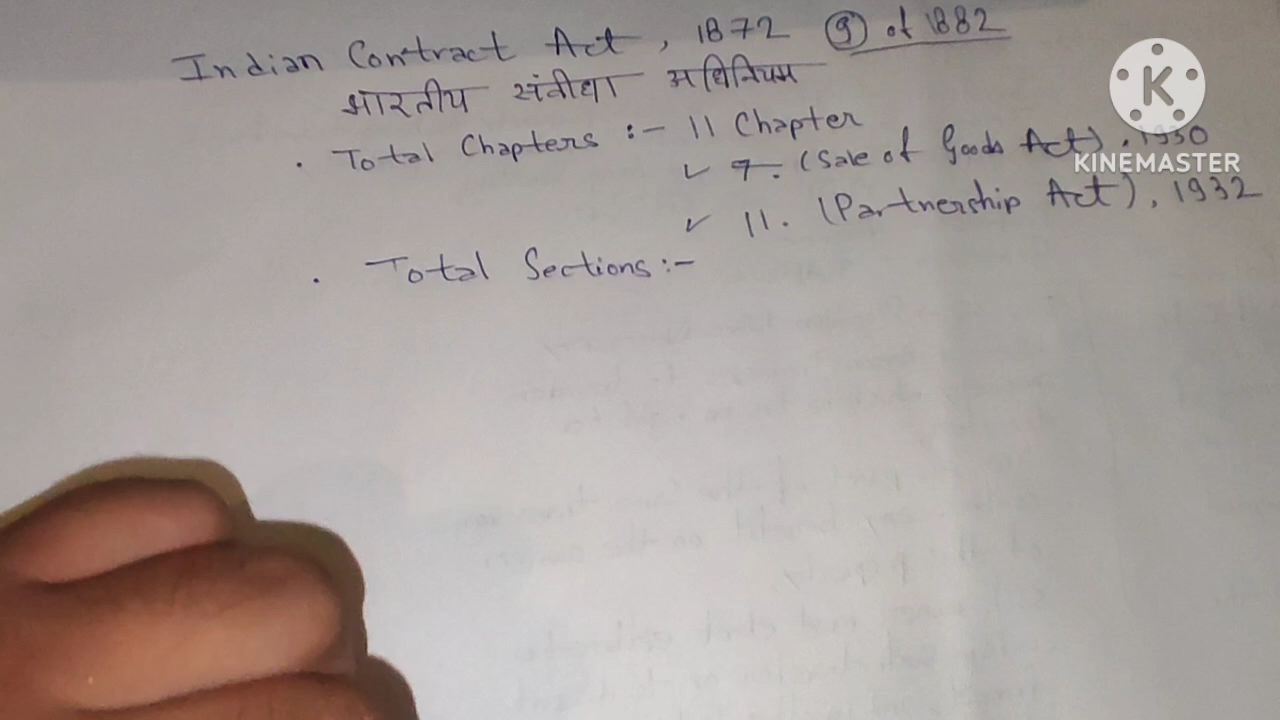 Indian Contract Act, 1872 (9) of 1882
भारतीय संवीधा अधिनियम
. Total Chapters :- 11 Chapter
✓ 7. (Sale of Goods Act), 1930
✓ 11. (Partnership Act), 1932
. Total Sections :-
K
KINEMASTER